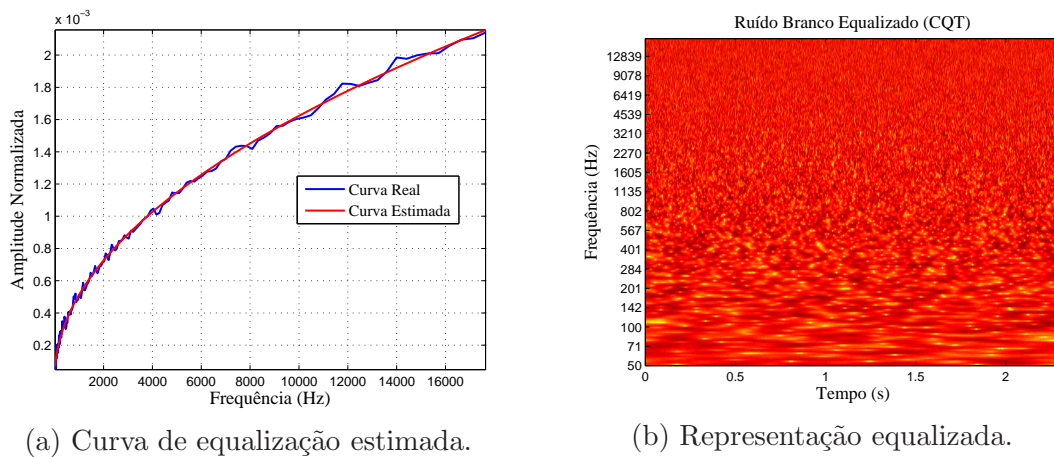 x 10⁻³
2
1.8
1.6
1.4
1.2
1
0.8
0.6
0.4
0.2
Amplitude Normalizada
Curva Real
Curva Estimada
2000 4000 6000 8000 10000 12000 14000 16000
Frequência (Hz)
(a) Curva de equalização estimada.
Ruído Branco Equalizado (CQT)
12839
9078
6419
4539
3210
2270
1605
1135
802
567
401
284
201
142
100
71
50
Frequência (Hz)
0 0.5 1 1.5 2
Tempo (s)
(b) Representação equalizada.